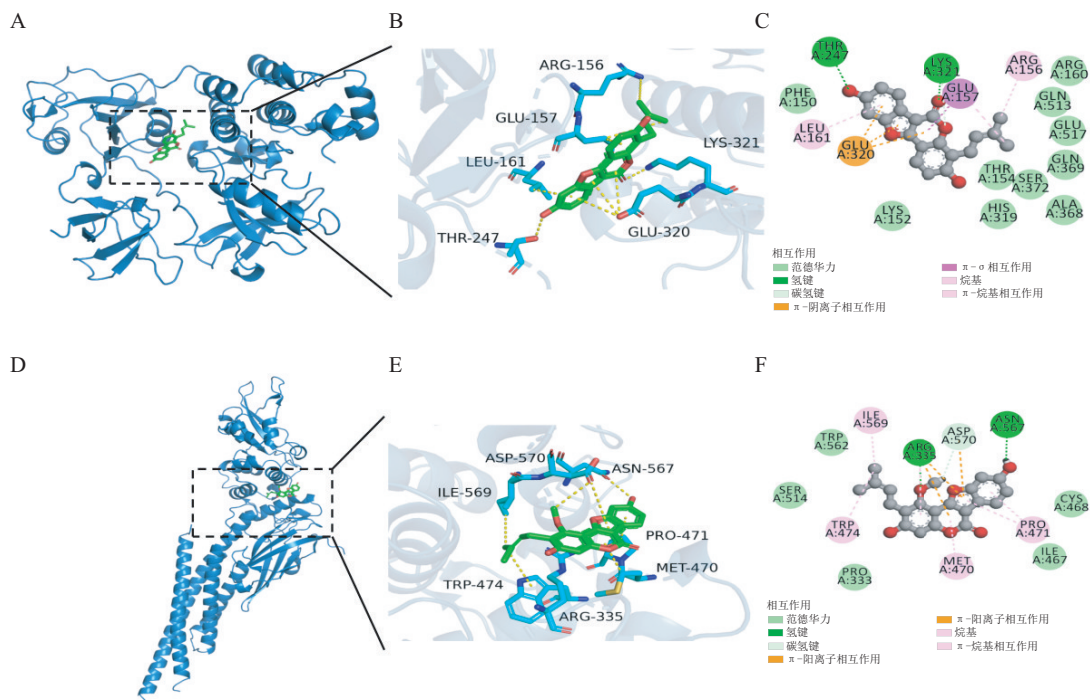 A
B
C
ARG-156
GLU-157
LEU-161
LYS-321
THR-247
GLU-320
THR
A:247
LYS
A:321
ARG
A:156
ARG
A:160
PHE
A:150
GLU
A:157
GLN
A:513
LEU
A:161
GLU
A:517
GLU
A:320
THR
A:154
SER
A:372
GLN
A:369
LYS
A:152
HIS
A:319
ALA
A:368
相互作用
范德华力
氢键
碳氢键
π-阴离子相互作用
π-σ相互作用
烷基
π-烷基相互作用
D
E
F
ASP-570
ASN-567
ILE-569
PRO-471
TRP-474
MET-470
ARG-335
ILE
A:569
ASN
A:567
TRP
A:562
ARG
A:335
ASP
A:570
SER
A:514
CYS
A:468
TRP
A:474
PRO
A:471
ILE
A:467
PRO
A:333
MET
A:470
相互作用
范德华力
氢键
碳氢键
π-阳离子相互作用
π-阳离子相互作用
烷基
π-烷基相互作用